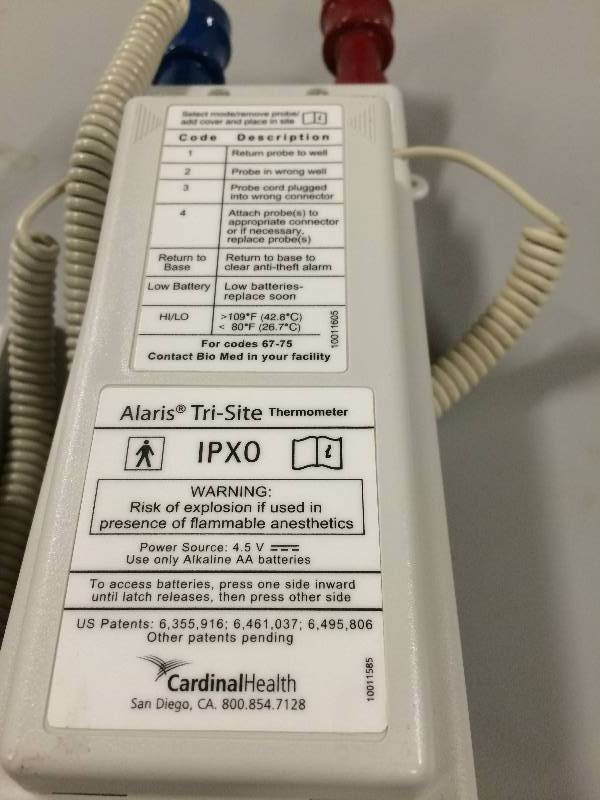 Select mode/remove probe/
add cover and place in site
Code Description
1 Return probe to well
2 Probe in wrong well
3 Probe cord plugged
into wrong connector
4 Attach probe(s) to
appropriate connector
or if necessary,
replace probe(s)
Return to Return to base to
Base clear anti-theft alarm
Low Battery Low batteries-
replace soon
HI/LO >109°F (42.8°C)
< 80°F (26.7°C)
For codes 67-75
Contact Bio Med in your facility
10011605
Alaris® Tri-Site Thermometer
IPXO
i
WARNING:
Risk of explosion if used in
presence of flammable anesthetics
Power Source: 4.5 V
Use only Alkaline AA batteries
To access batteries, press one side inward
until latch releases, then press other side
US Patents: 6,355,916; 6,461,037; 6,495,806
Other patents pending
CardinalHealth
San Diego, CA. 800.854.7128
10011585